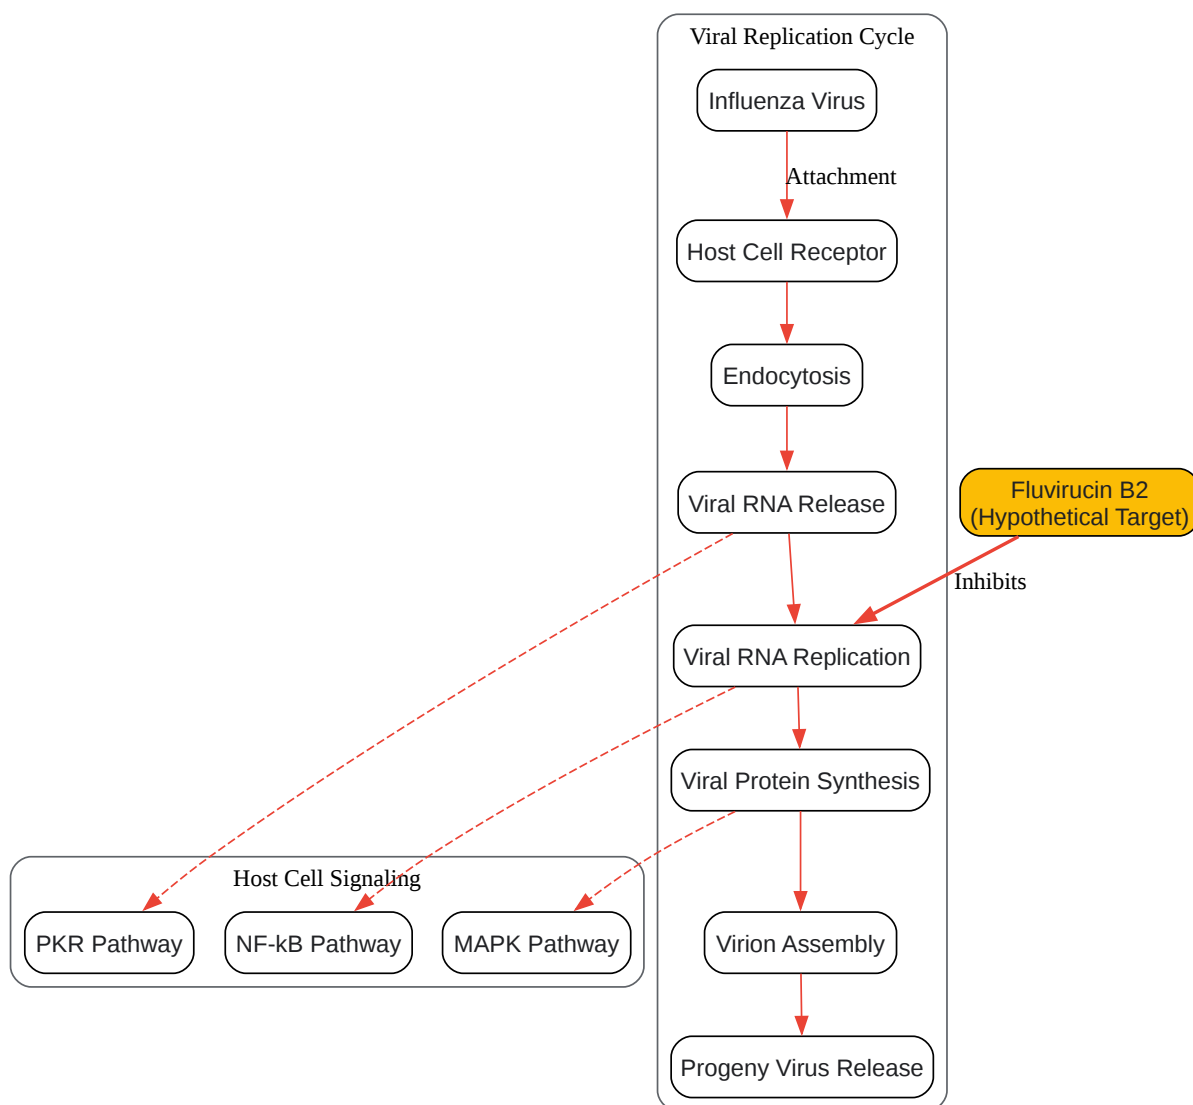 Viral Replication Cycle
Influenza Virus
Attachment
Host Cell Receptor
Endocytosis
Viral RNA Release
Fluvirucin B2
(Hypothetical Target)
Inhibits
Viral RNA Replication
Viral Protein Synthesis
Host Cell Signaling
PKR Pathway
NF-kB Pathway
MAPK Pathway
Virion Assembly
Progeny Virus Release